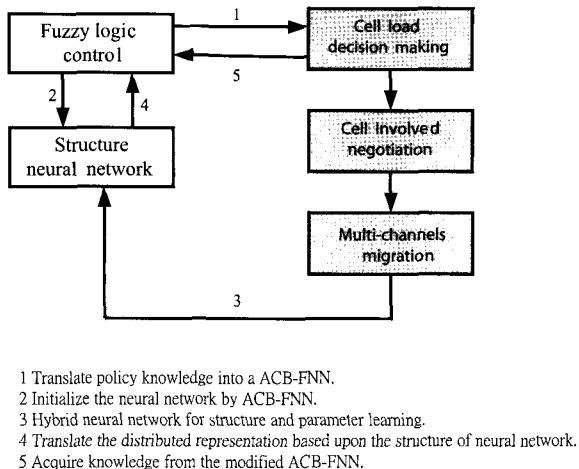 Fuzzy logic
control
1
5
Cell load
decision making
2
4
Structure
neural network
Cell Involved
negotiation
Multi-channels
migration
3
1 Translate policy knowledge into a ACB-FNN.
2 Initialize the neural network by ACB-FNN.
3 Hybrid neural network for structure and parameter learning.
4 Translate the distributed representation based upon the structure of neural network.
5 Acquire knowledge from the modified ACB-FNN.